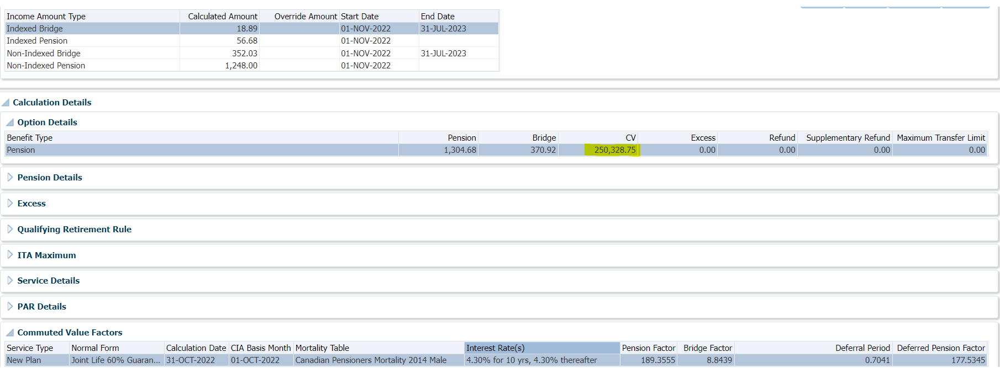 Income Amount Type Calculated Amount Override Amount Start Date End Date
Indexed Bridge 18.89 01-NOV-2022 31-JUL-2023
Indexed Pension 56.68 01-NOV-2022
Non-Indexed Bridge 352.03 01-NOV-2022 31-JUL-2023
Non-Indexed Pension 1,248.00 01-NOV-2022
Calculation Details
Option Details
Benefit Type Pension Bridge CV Excess Refund Supplementary Refund Maximum Transfer Limit
Pension 1,304.68 370.92 250,328.75 0.00 0.00 0.00 0.00
Pension Details
Excess
Qualifying Retirement Rule
ITA Maximum
Service Details
PAR Details
Commuted Value Factors
Service Type Normal Form Calculation Date CIA Basis Month Mortality Table Interest Rate(s) Pension Factor Bridge Factor Deferral Period Deferred Pension Factor
New Plan Joint Life 60% Guaran... 31-OCT-2022 01-OCT-2022 Canadian Pensioners Mortality 2014 Male 4.30% for 10 yrs, 4.30% thereafter 189.3555 8.8439 0.7041 177.5345